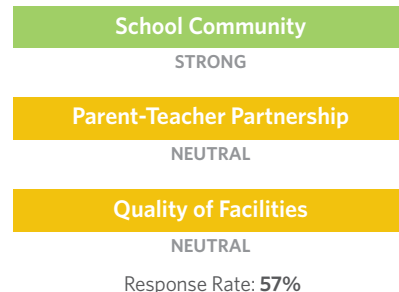 School Community
STRONG
Parent-Teacher Partnership
NEUTRAL
Quality of Facilities
NEUTRAL
Response Rate: 57%